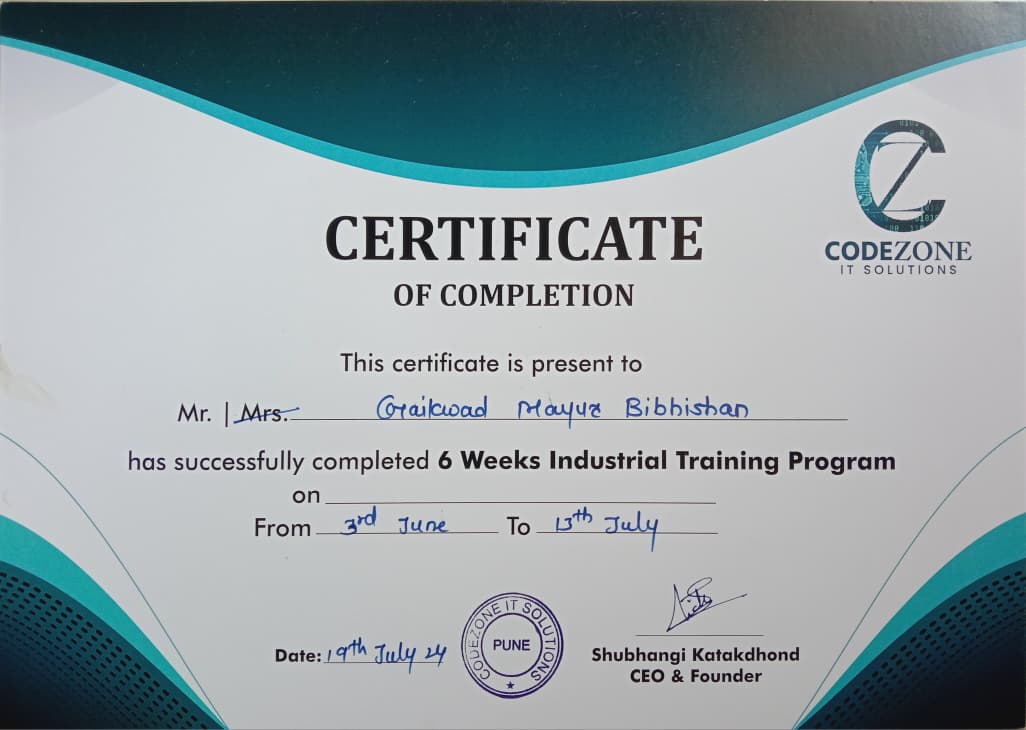 CODEZONE
IT SOLUTIONS
CERTIFICATE
OF COMPLETION
This certificate is present to
Mr. | Mrs. Gaikwad Mayur Bibhishan
has successfully completed 6 Weeks Industrial Training Program
on
From 3rd June To 13th July
Date: 19th July 24
CODEZONE IT SOLUTIONS
PUNE
Shubhangi Katakdhond
CEO & Founder